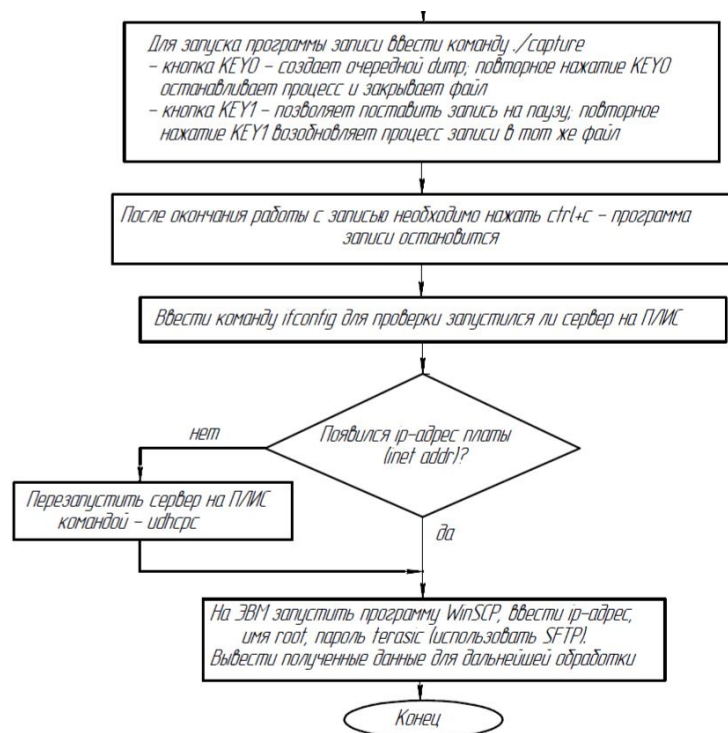 Для запуска программы записи ввести команду ./capture
– кнопка KEY0 – создает очередной dump; повторное нажатие KEY0
останавливает процесс и закрывает файл
– кнопка KEY1 – позволяет поставить запись на паузу; повторное
нажатие KEY1 возобновляет процесс записи в тот же файл
После окончания работы с записью необходимо нажать ctrl+c – программа
записи остановится
Ввести команду ifconfig для проверки запустился ли сервер на ПЛИС
Появился ip-адрес платы
(inet addr)?
нет
Перезапустить сервер на ПЛИС
командой – udhcpc
да
На ЭВМ запустить программу WinSCP, ввести ip-адрес,
имя root, пароль terasic (использовать SFTP).
Вывести полученные данные для дальнейшей обработки
Конец